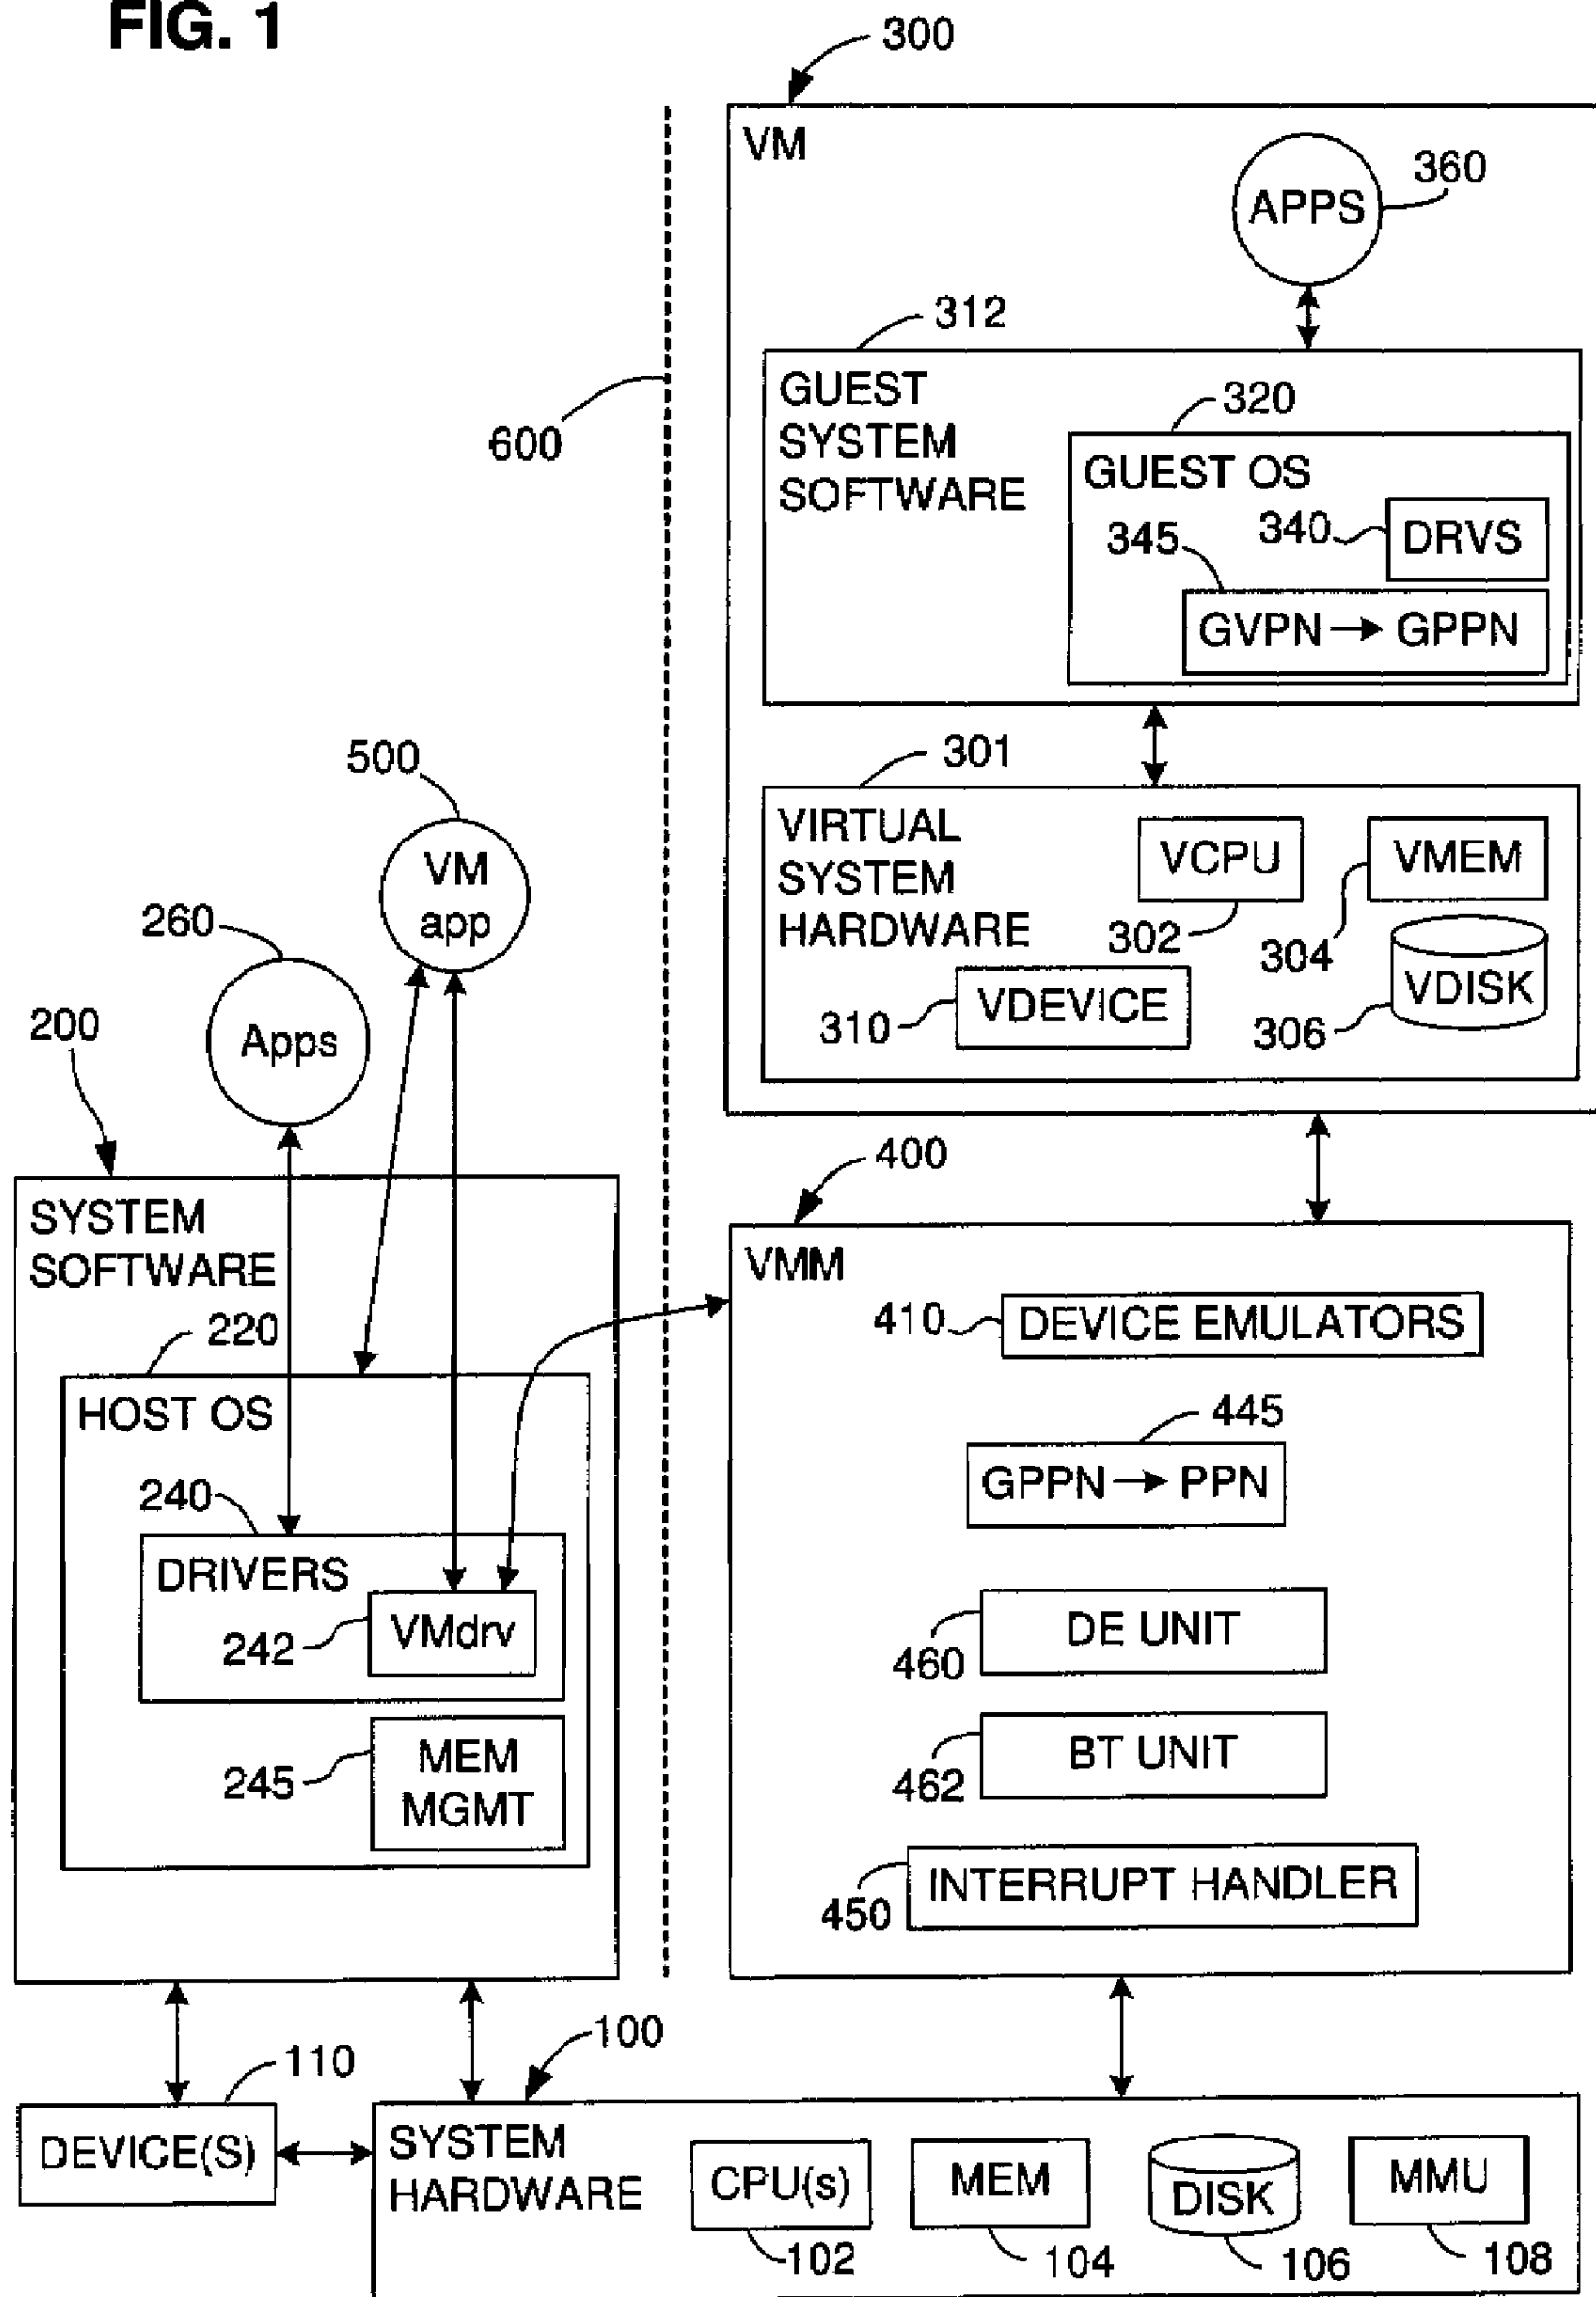 FIG. 1
300
VM
APPS
360
312
GUEST
SYSTEM
SOFTWARE
320
GUEST OS
340
DRVS
345
GVPN → GPPN
600
301
VIRTUAL
SYSTEM
HARDWARE
VCPU
302
VMEM
304
VDISK
306
VDEVICE
310
500
VM
app
260
Apps
200
SYSTEM
SOFTWARE
220
HOST OS
240
DRIVERS
242
VMdrv
245
MEM
MGMT
400
VMM
410
DEVICE EMULATORS
445
GPPN → PPN
460
DE UNIT
462
BT UNIT
450
INTERRUPT HANDLER
110
DEVICE(S)
100
SYSTEM
HARDWARE
CPU(s)
102
MEM
104
DISK
106
MMU
108